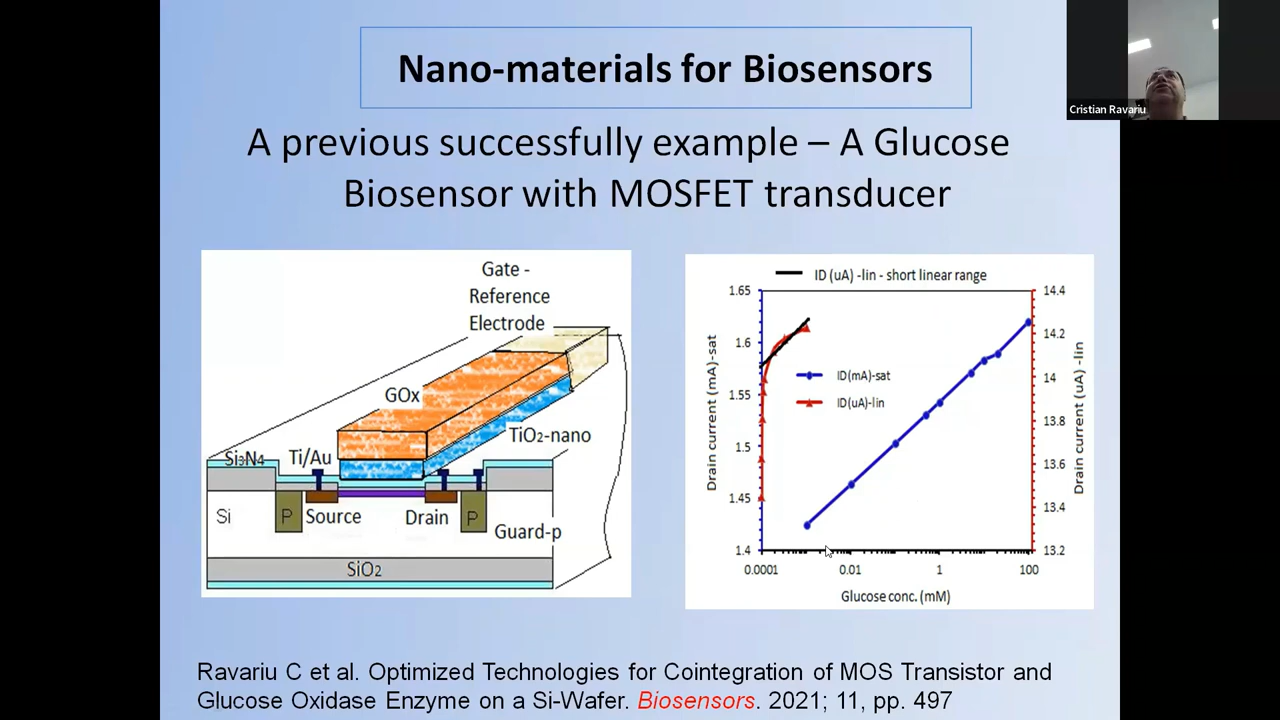 Nano-materials for Biosensors
Cristian Ravariu
A previous successfully example – A Glucose
Biosensor with MOSFET transducer
Gate -
Reference
Electrode
GOx
TiO2-nano
Si3N4
Ti/Au
Si
P
Source
Drain
P
Guard-p
SiO2
ID (uA) -lin - short linear range
1.65
1.6
1.55
1.5
1.45
1.4
Drain current (mA)-sat
ID(mA)-sat
ID(uA)-lin
14.4
14.2
14
13.8
13.6
13.4
13.2
Drain current (uA) -lin
0.0001
0.01
1
100
Glucose conc. (mM)
Ravariu C et al. Optimized Technologies for Cointegration of MOS Transistor and
Glucose Oxidase Enzyme on a Si-Wafer. Biosensors. 2021; 11, pp. 497